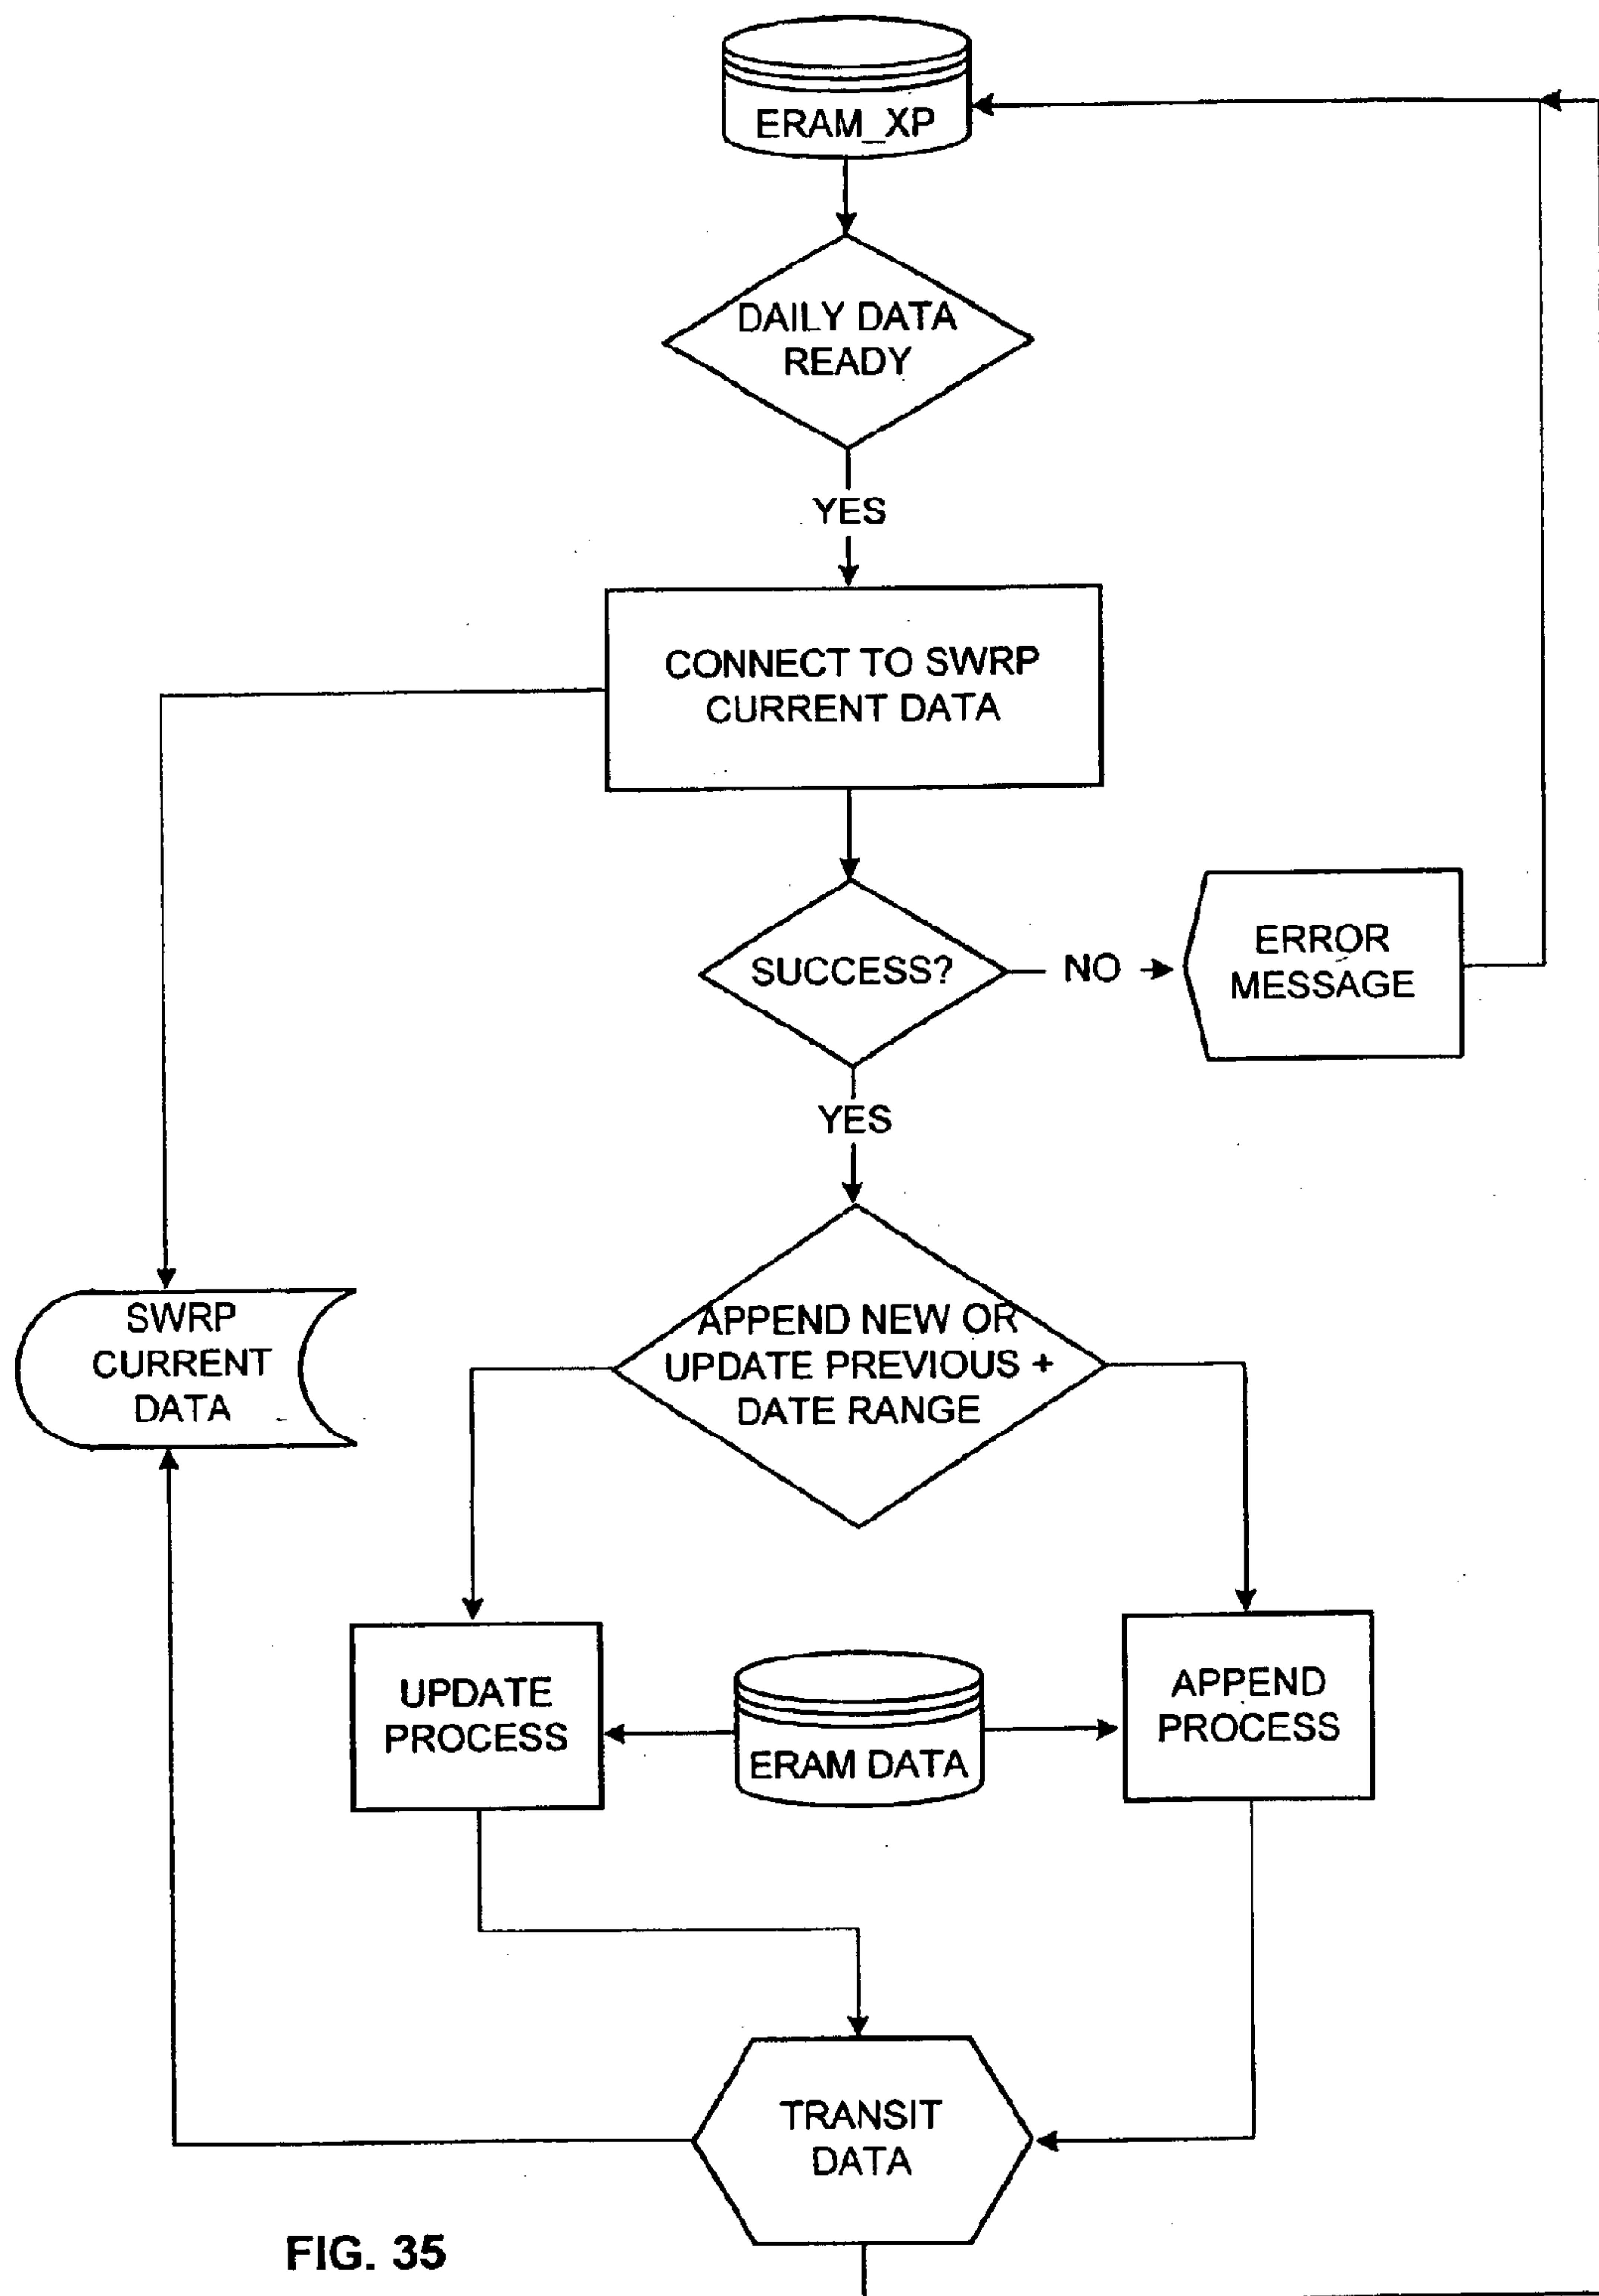 ERAM_XP
DAILY DATA
READY
YES
CONNECT TO SWRP
CURRENT DATA
SUCCESS?
NO
ERROR
MESSAGE
YES
SWRP
CURRENT
DATA
APPEND NEW OR
UPDATE PREVIOUS +
DATE RANGE
UPDATE
PROCESS
ERAM DATA
APPEND
PROCESS
TRANSIT
DATA
FIG. 35